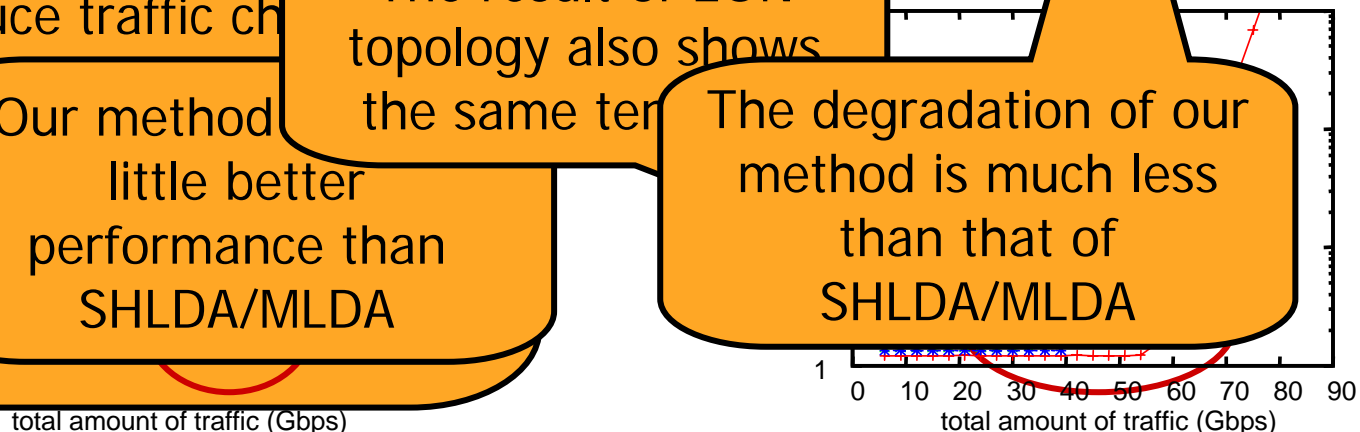 uce traffic ch
topology also shows
the same ten
Our method
little better
performance than
SHLDA/MLDA
The degradation of our
method is much less
than that of
SHLDA/MLDA
1
0 10 20 30 40 50 60 70 80 90
total amount of traffic (Gbps)
total amount of traffic (Gbps)